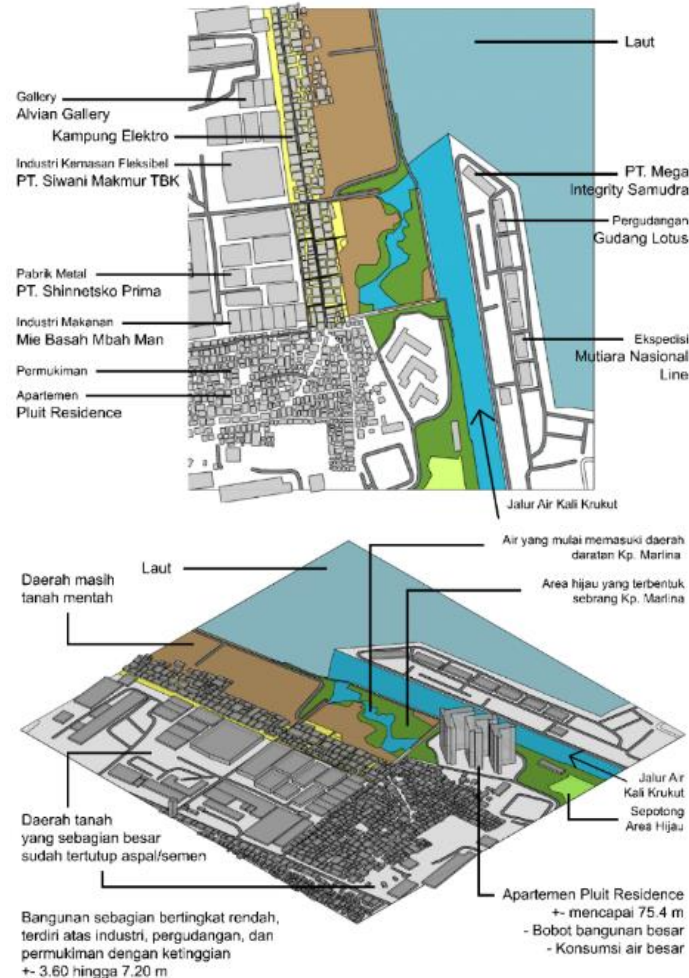 Laut
Gallery
Alvian Gallery
Kampung Elektro
Industri Kemasan Fleksibel
PT. Siwani Makmur TBK
PT. Mega
Integrity Samudra
Pergudangan
Gudang Lotus
Pabrik Metal
PT. Shinnetsko Prima
Industri Makanan
Mie Basah Mbah Man
Ekspedisi
Mutiara Nasional
Line
Permukiman
Apartemen
Pluit Residence
Jalur Air Kali Krukut
Air yang mulai memasuki daerah
daratan Kp. Marlina
Laut
Daerah masih
tanah mentah
Area hijau yang terbentuk
sebrang Kp. Marlina
Jalur Air
Kali Krukut
Sepotong
Area Hijau
Daerah tanah
yang sebagian besar
sudah tertutup aspal/semen
Apartemen Pluit Residence
+- mencapai 75.4 m
- Bobot bangunan besar
- Konsumsi air besar
Bangunan sebagian bertingkat rendah,
terdiri atas industri, pergudangan, dan
permukiman dengan ketinggian
+- 3.60 hingga 7.20 m